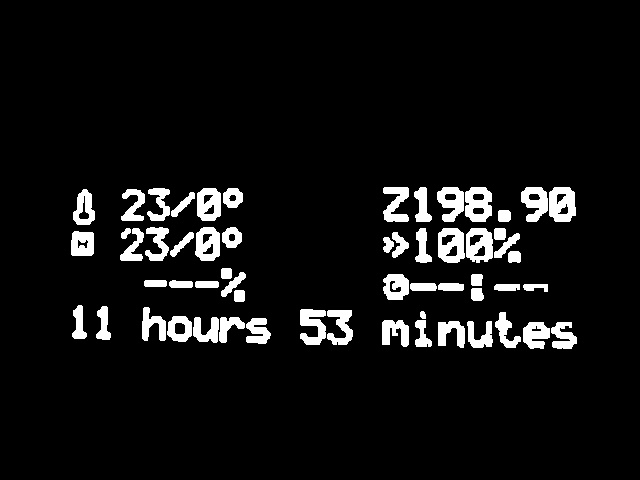 23/0° Z198.90
23/0° »100%
---% --:--
11 hours 53 minutes